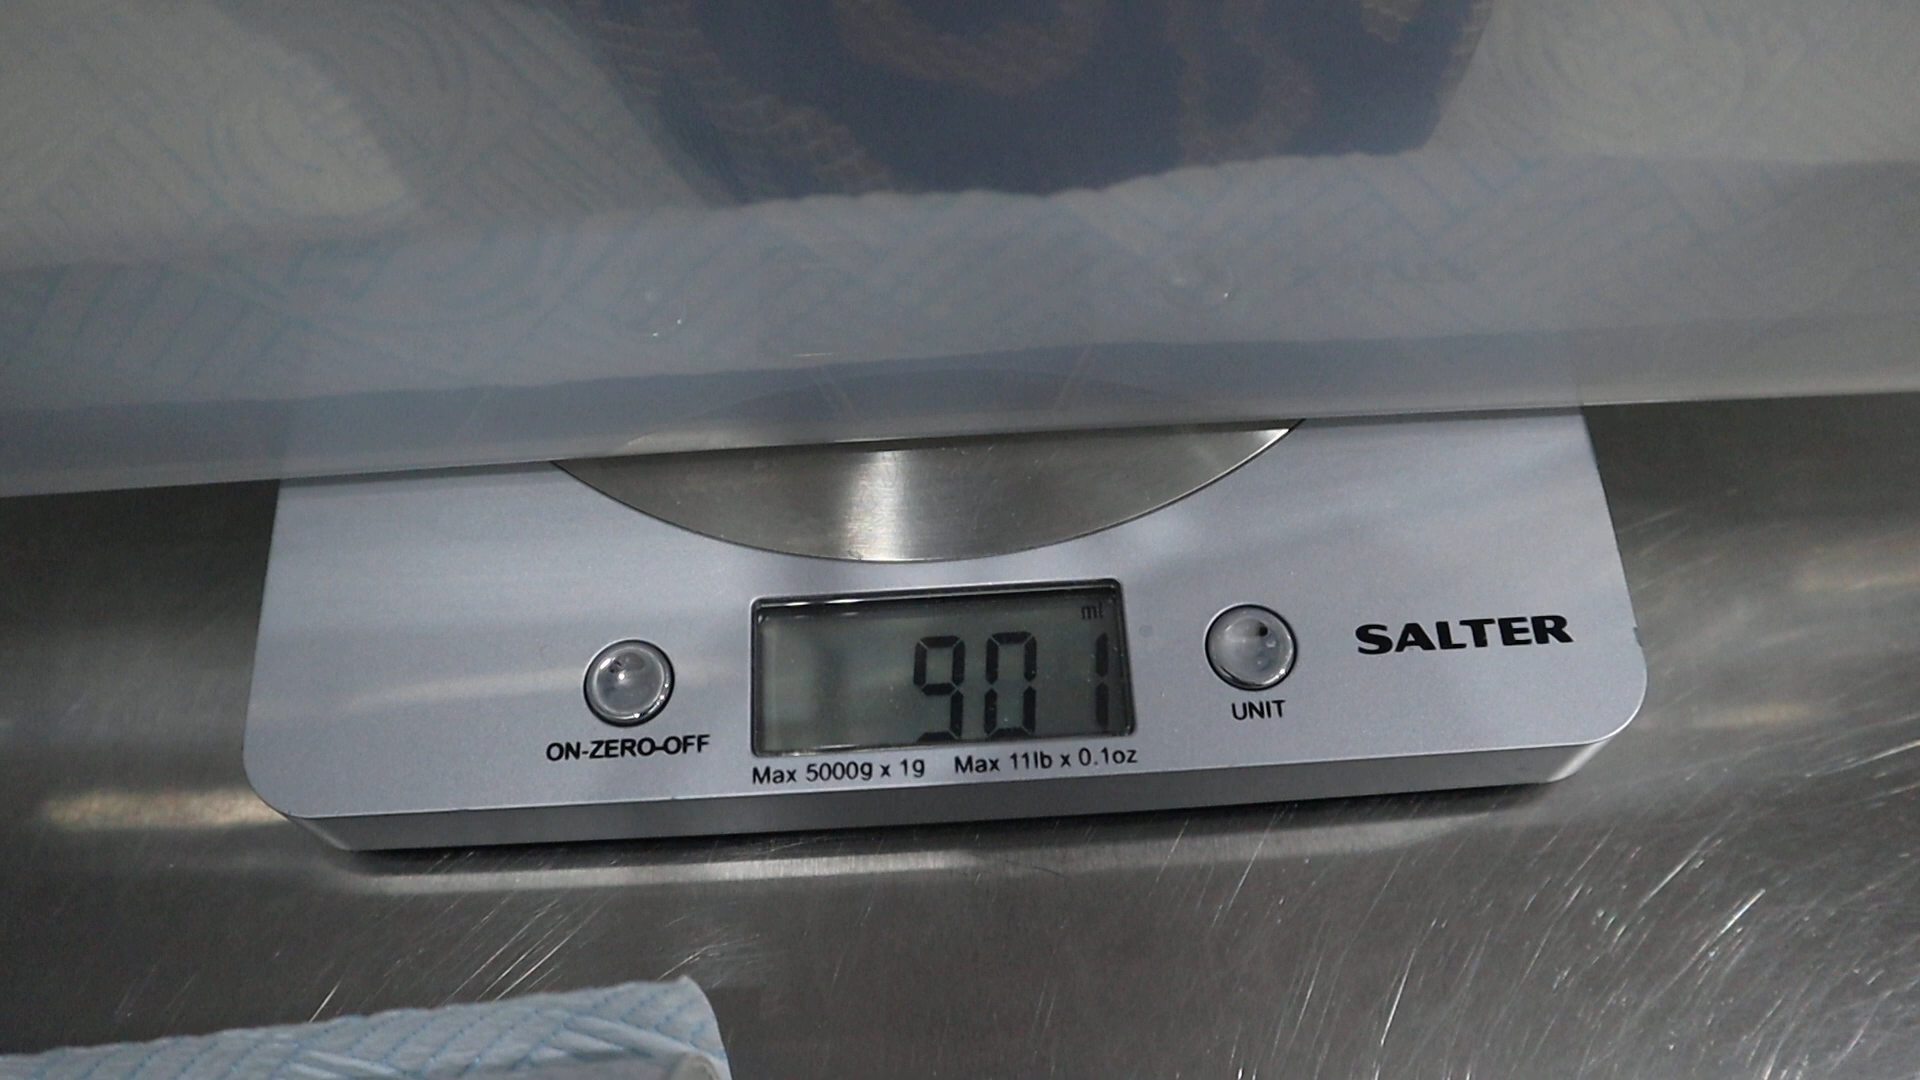 ml
901
SALTER
ON-ZERO-OFF
UNIT
Max 5000g x 1g Max 11lb x 0.1oz